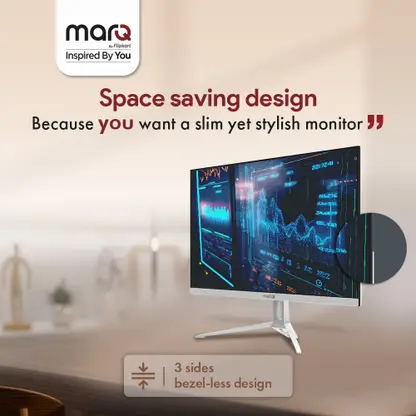 marQ
by Flipkart
Inspired By You
Space saving design
Because you want a slim yet stylish monitor”
marQ
3 sides
bezel-less design